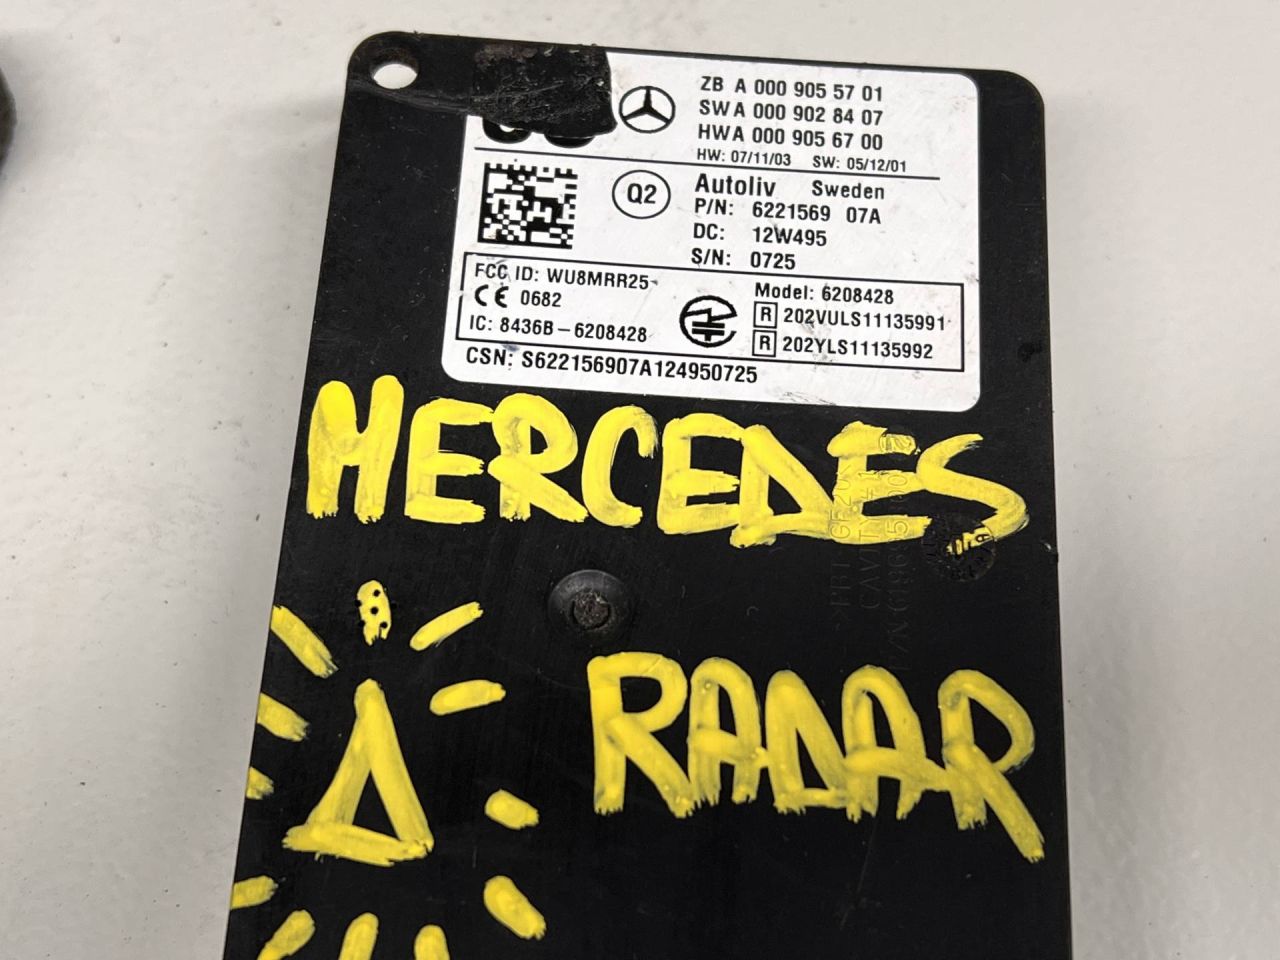 ZB A 000 905 57 01
SW A 000 902 84 07
HW A 000 905 67 00
HW: 07/11/03 SW: 05/12/01
Q2
Autoliv Sweden
P/N: 6221569 07A
DC: 12W495
S/N: 0725
FCC ID: WU8MRR25
CE 0682
IC: 8436B-6208428
Model: 6208428
R 202VULS11135991
R 202YLS11135992
CSN: S622156907A124950725
MERCEDES
RADAR